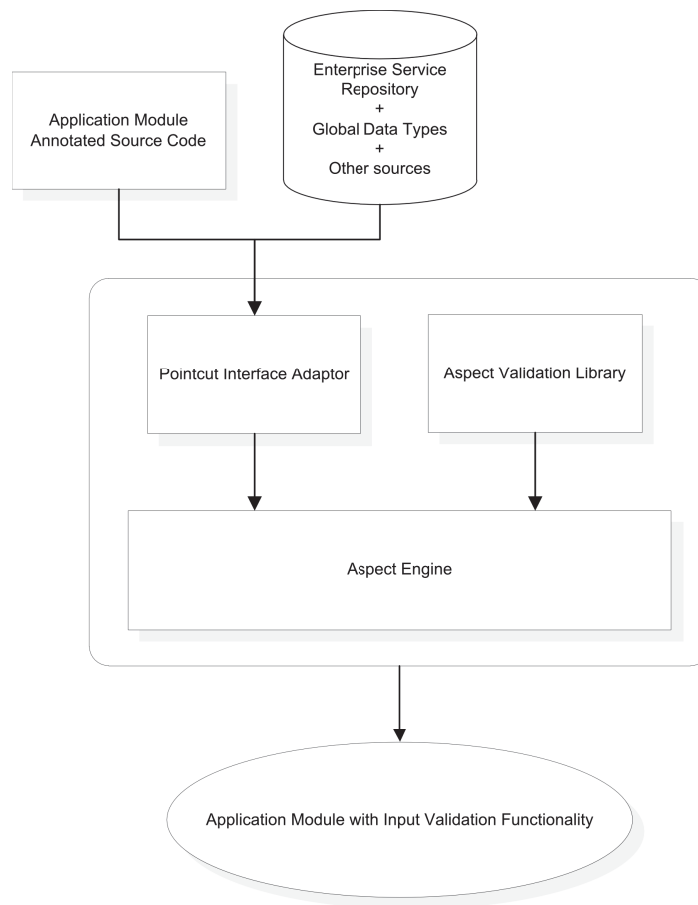 Enterprise Service
Repository
+
Global Data Types
+
Other sources
Application Module
Annotated Source Code
Pointcut Interface Adaptor
Aspect Validation Library
Aspect Engine
Application Module with Input Validation Functionality